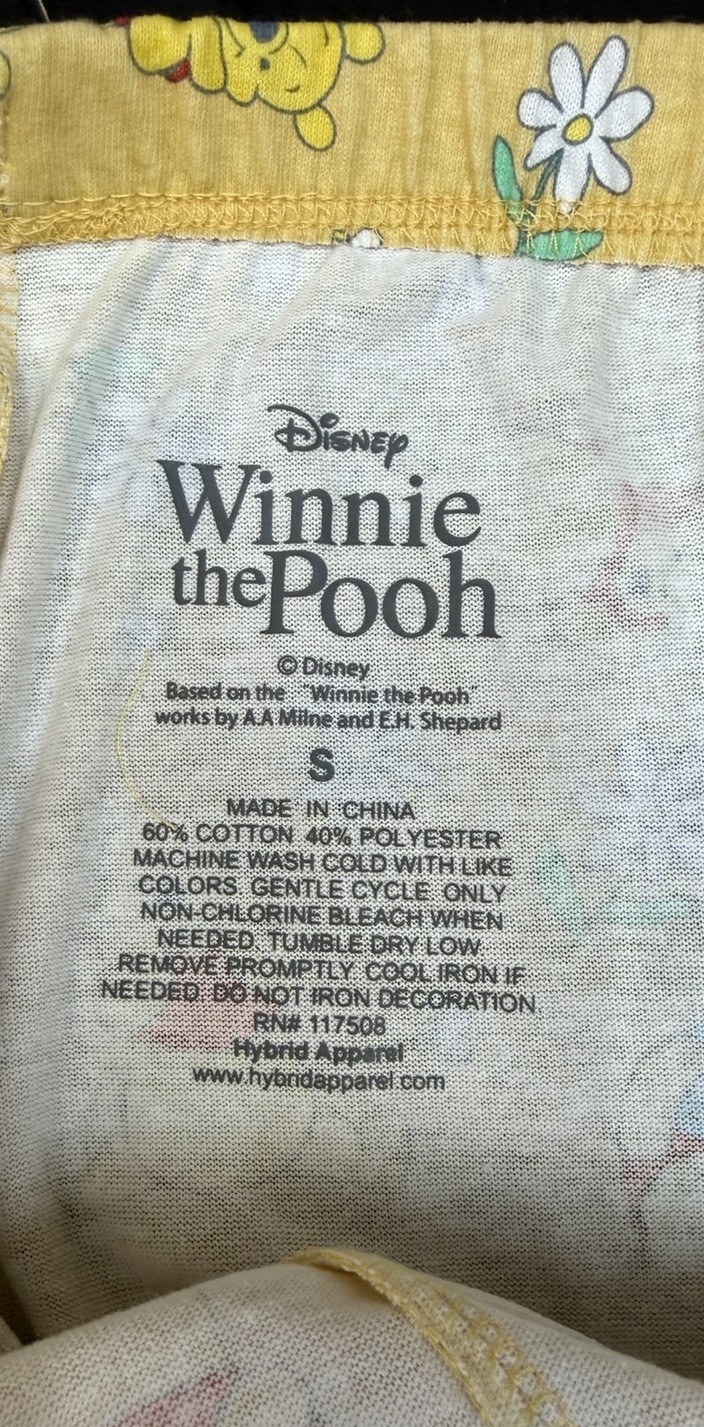 Disney
Winnie
the Pooh
© Disney
Based on the "Winnie the Pooh"
works by A.A Milne and E.H. Shepard
S
MADE IN CHINA
60% COTTON 40% POLYESTER
MACHINE WASH COLD WITH LIKE
COLORS. GENTLE CYCLE. ONLY
NON-CHLORINE BLEACH WHEN
NEEDED. TUMBLE DRY LOW.
REMOVE PROMPTLY. COOL IRON IF
NEEDED. DO NOT IRON DECORATION
RN# 117508
Hybrid Apparel
www.hybridapparel.com